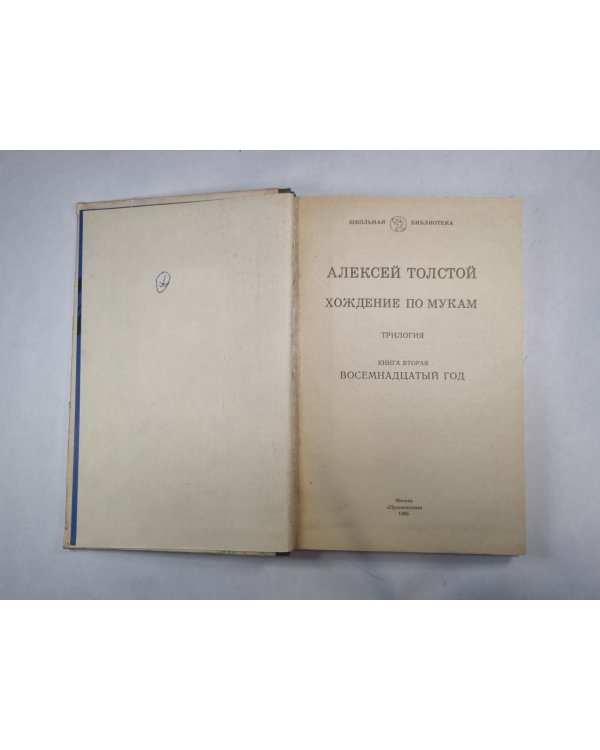 ШКОЛЬНАЯ БИБЛИОТЕКА
АЛЕКСЕЙ ТОЛСТОЙ
ХОЖДЕНИЕ ПО МУКАМ
ТРИЛОГИЯ
КНИГА ВТОРАЯ
ВОСЕМНАДЦАТЫЙ ГОД
Москва
«Просвещение»